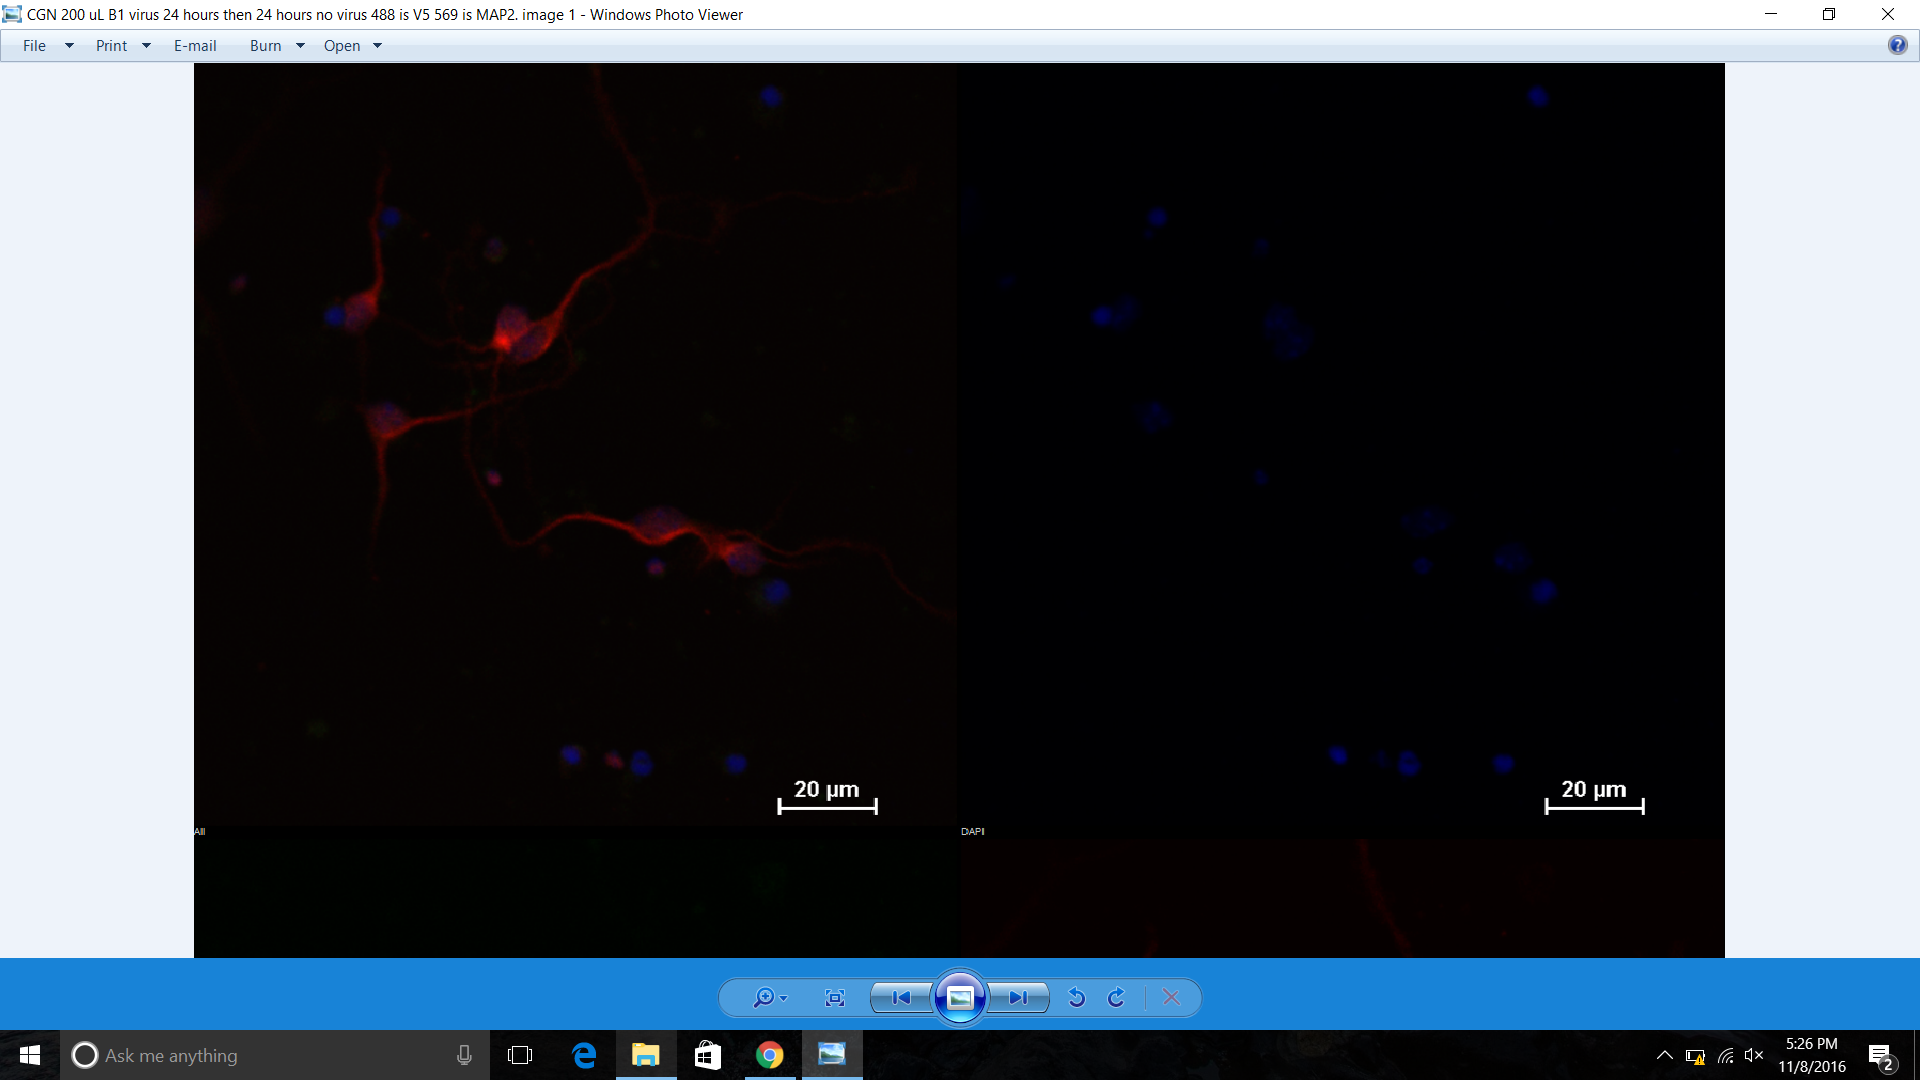 CGN 200 uL B1 virus 24 hours then 24 hours no virus 488 is V5 569 is MAP2. image 1 - Windows Photo Viewer
File Print E-mail Burn Open
20 µm
20 µm
All
DAPI
Ask me anything
5:26 PM
11/8/2016
2